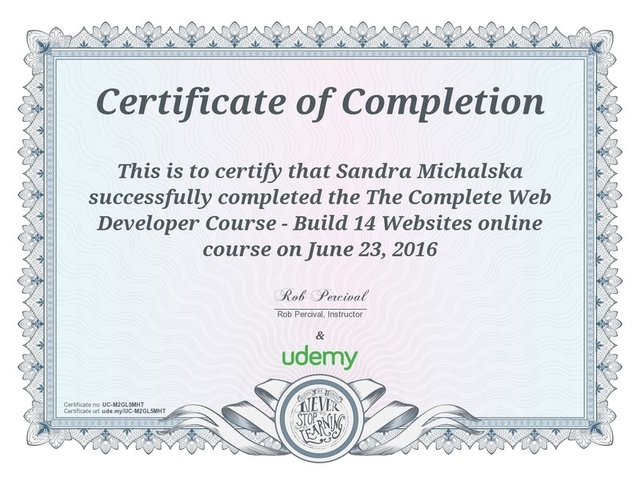 Certificate of Completion
This is to certify that Sandra Michalska
successfully completed the The Complete Web
Developer Course - Build 14 Websites online
course on June 23, 2016
Rob Percival
Rob Percival, Instructor
&
udemy
Certificate no: UC-M2GL5MHT
Certificate url: ude.my/UC-M2GL5MHT
NEVER
STOP
LEARNING